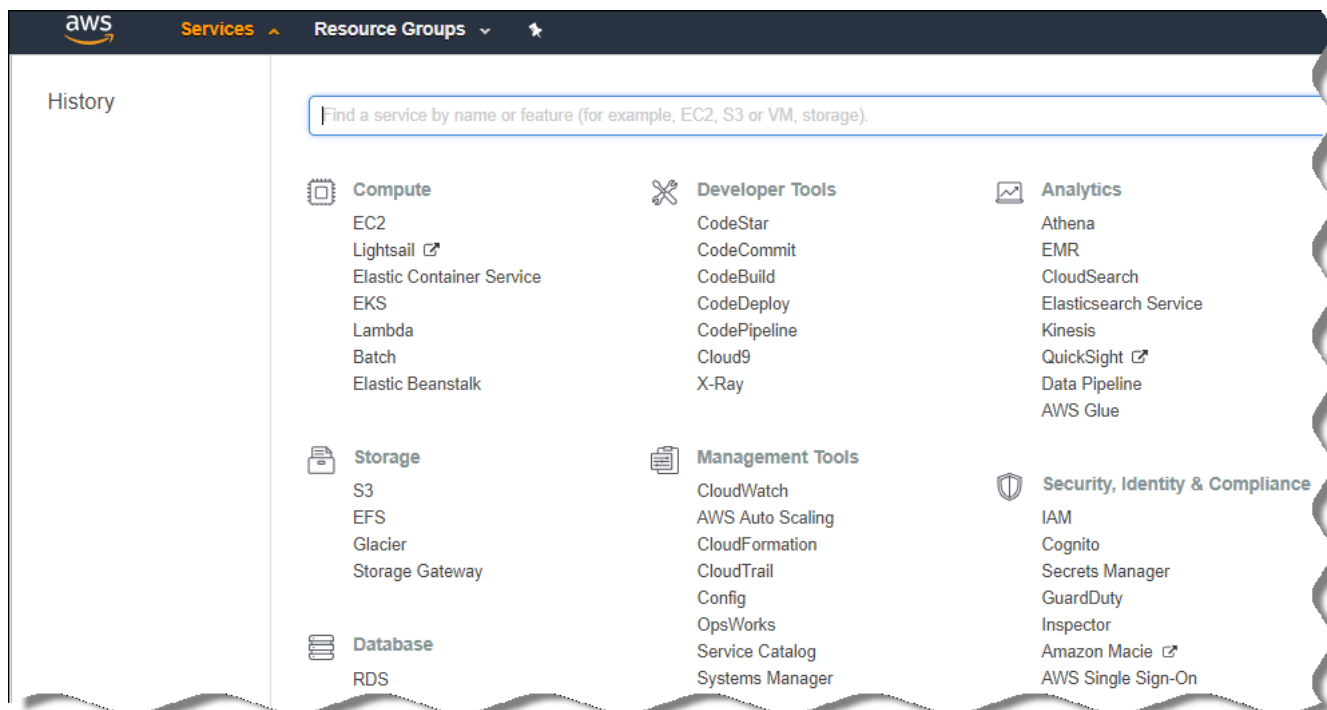 aws Services Resource Groups
History
Find a service by name or feature (for example, EC2, S3 or VM, storage).
Compute
EC2
Lightsail
Elastic Container Service
EKS
Lambda
Batch
Elastic Beanstalk
Storage
S3
EFS
Glacier
Storage Gateway
Database
RDS
Developer Tools
CodeStar
CodeCommit
CodeBuild
CodeDeploy
CodePipeline
Cloud9
X-Ray
Management Tools
CloudWatch
AWS Auto Scaling
CloudFormation
CloudTrail
Config
OpsWorks
Service Catalog
Systems Manager
Analytics
Athena
EMR
CloudSearch
Elasticsearch Service
Kinesis
QuickSight
Data Pipeline
AWS Glue
Security, Identity & Compliance
IAM
Cognito
Secrets Manager
GuardDuty
Inspector
Amazon Macie
AWS Single Sign-On